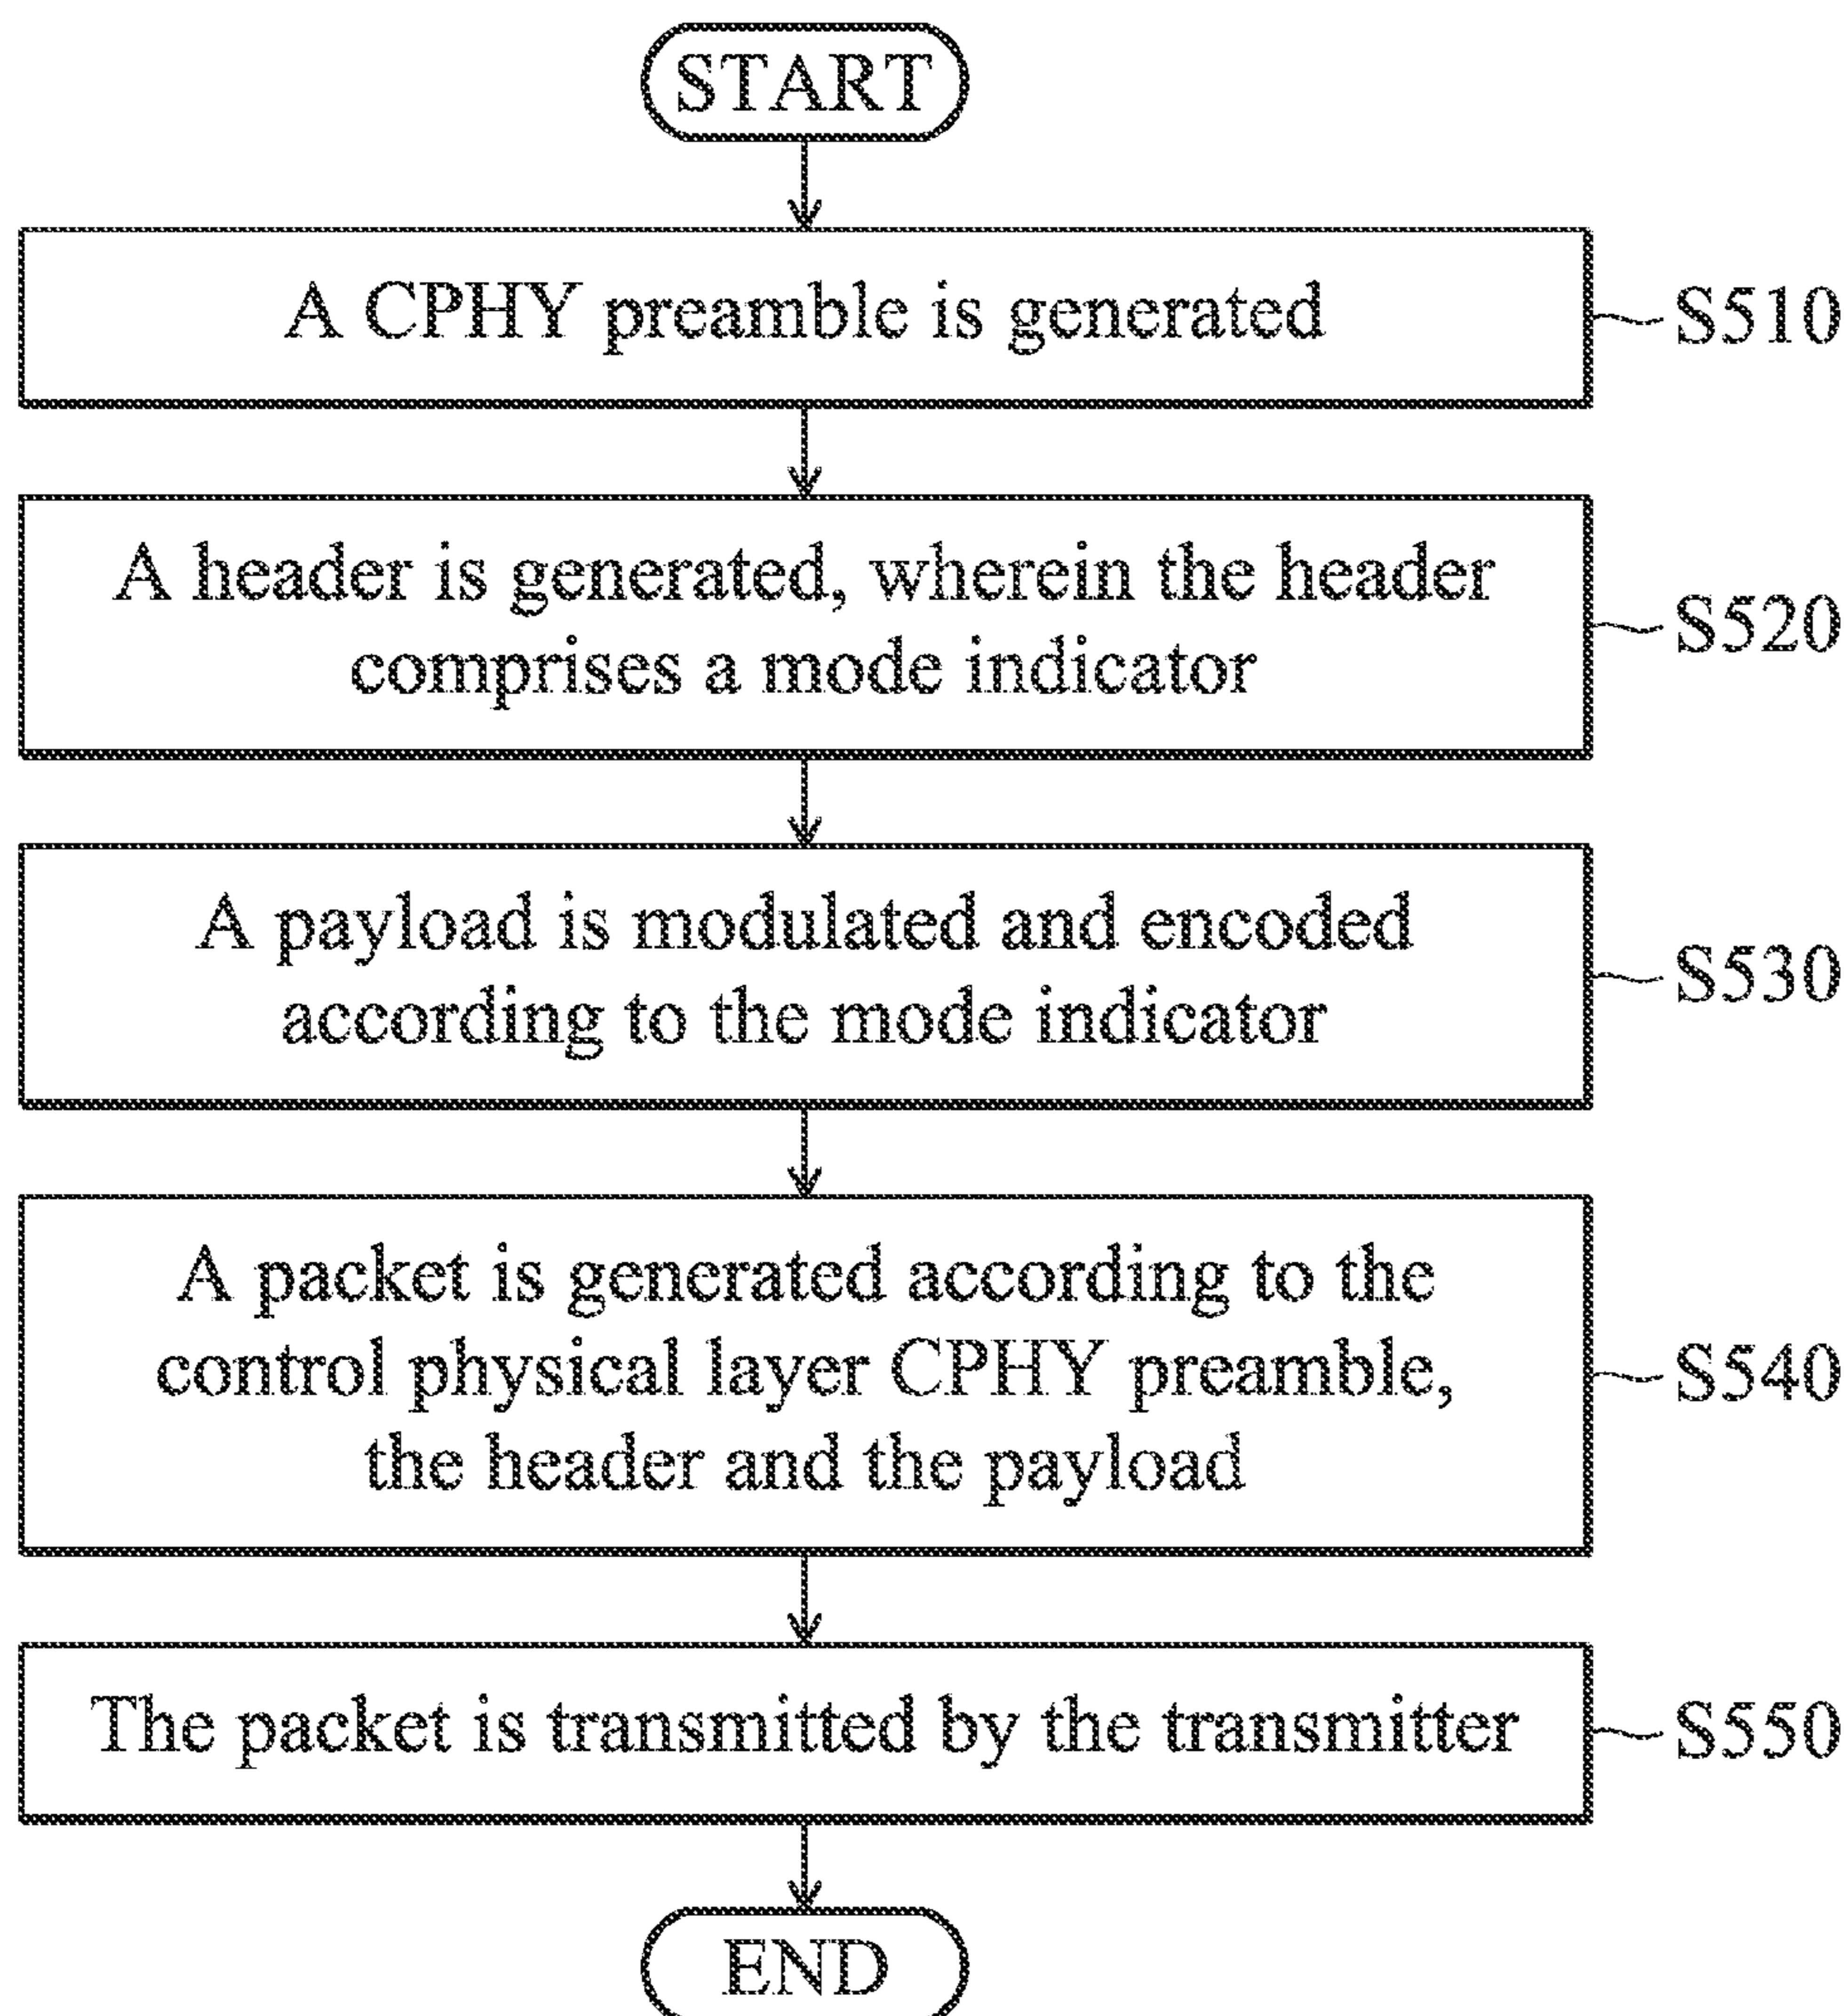 START
A CPHY preamble is generated
S510
A header is generated, wherein the header
comprises a mode indicator
S520
A payload is modulated and encoded
according to the mode indicator
S530
A packet is generated according to the
control physical layer CPHY preamble,
the header and the payload
S540
The packet is transmitted by the transmitter
S550
END